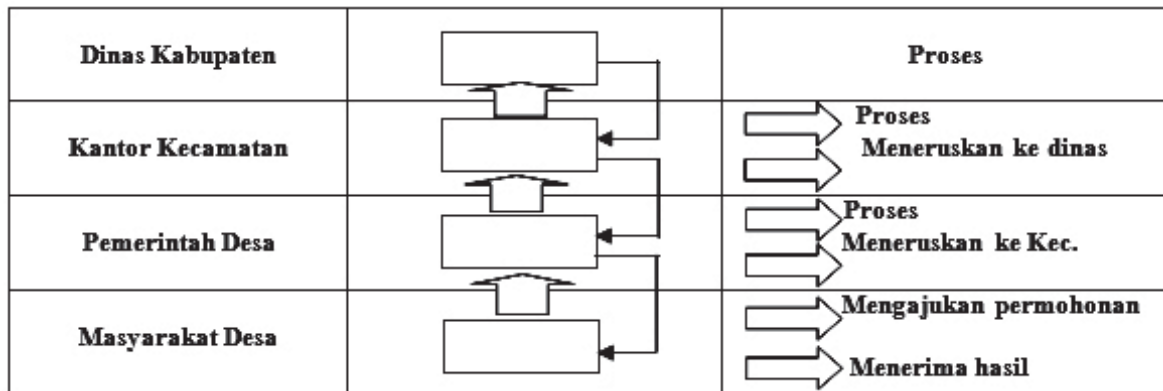 Dinas Kabupaten
Proses
Kantor Kecamatan
Proses
Meneruskan ke dinas
Pemerintah Desa
Proses
Meneruskan ke Kec.
Masyarakat Desa
Mengajukan permohonan
Menerima hasil